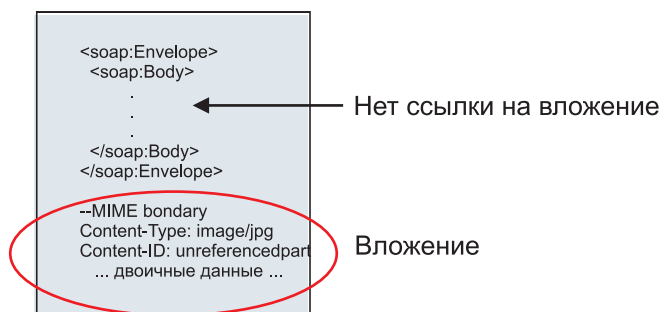 <soap:Envelope>
<soap:Body>
.
.
.
</soap:Body>
</soap:Envelope>
Нет ссылки на вложение
--MIME bondary
Content-Type: image/jpg
Content-ID: unreferencedpart
... двоичные данные ...
Вложение